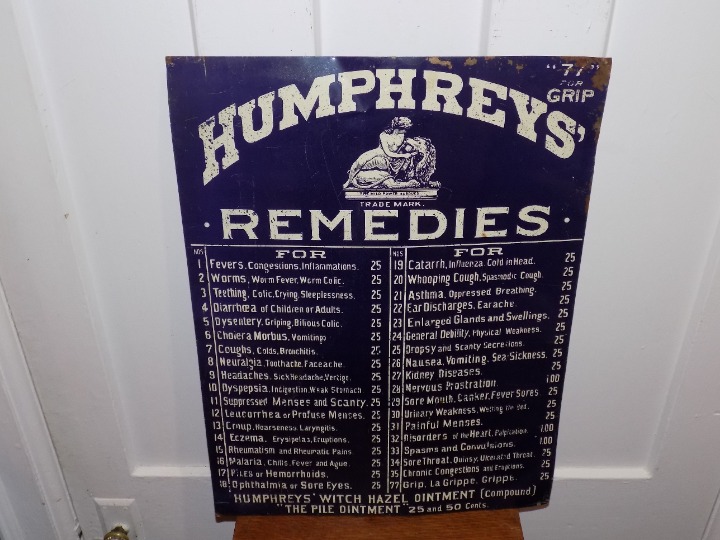 "77"
FOR
GRIP
HUMPHREYS'
TRADE MARK.
· REMEDIES ·
NOS FOR
1 Fevers, Congestions, Inflammations. 25
2 Worms, Worm Fever, Worm Colic. 25
3 Teething, Colic, Crying, Sleeplessness. 25
4 Diarrhœa of Children or Adults. 25
5 Dysentery, Griping, Bilious Colic. 25
6 Cholera Morbus, Vomiting 25
7 Coughs, Colds, Bronchitis. 25
8 Neuralgia, Toothache, Faceache. 25
9 Headaches, Sick Headache, Vertigo. 25
10 Dyspepsia, Indigestion, Weak Stomach 25
11 Suppressed Menses and Scanty. 25
12 Leucorrhea or Profuse Menses. 25
13 Croup, Hoarseness, Laryngitis. 25
14 Eczema, Erysipelas, Eruptions. 25
15 Rheumatism and Rheumatic Pains 25
16 Malaria, Chills, Fever and Ague. 25
17 Piles or Hemorrhoids. 25
18 Ophthalmia or Sore Eyes. 25
NOS FOR
19 Catarrh, Influenza, Cold in Head. 25
20 Whooping Cough, Spasmodic Cough. 25
21 Asthma, Oppressed Breathing. 25
22 Ear Discharges, Earache. 25
23 Enlarged Glands and Swellings. 25
24 General Debility, Physical Weakness. 25
25 Dropsy and Scanty Secretions. 25
26 Nausea, Vomiting, Sea-Sickness. 25
27 Kidney Diseases. 25
28 Nervous Prostration. 1.00
29 Sore Mouth, Canker, Fever Sores 25
30 Urinary Weakness, Wetting the Bed. 25
31 Painful Menses. 25
32 Disorders of the Heart, Palpitation. 1.00
33 Spasms and Convulsions. 1.00
34 Sore Throat, Quinsy, Ulcerated Throat. 25
35 Chronic Congestions and Eruptions. 25
77 Grip, La Grippe, Grippe. 25
HUMPHREYS' WITCH HAZEL OINTMENT (Compound)
"THE PILE OINTMENT" 25 and 50 Cents.